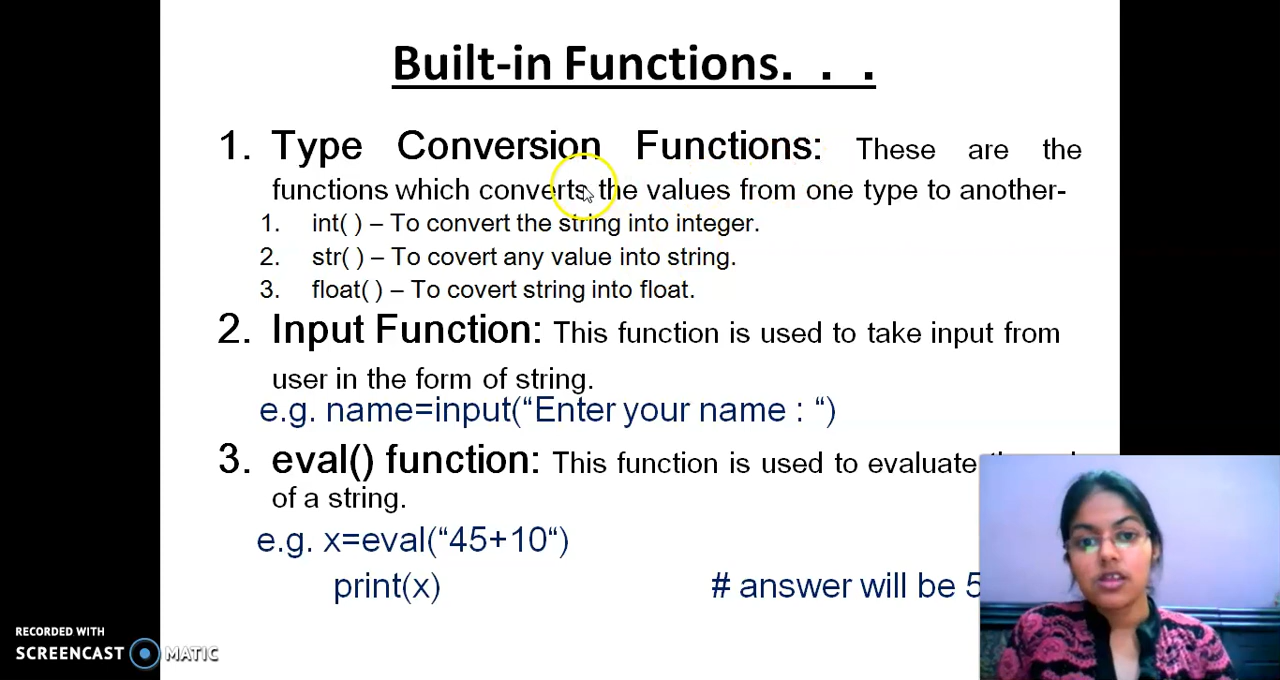 Built-in Functions. . .
1. Type Conversion Functions: These are the
functions which converts the values from one type to another-
1. int( ) – To convert the string into integer.
2. str( ) – To covert any value into string.
3. float( ) – To covert string into float.
2. Input Function: This function is used to take input from
user in the form of string.
e.g. name=input(“Enter your name : “)
3. eval() function: This function is used to evaluate
of a string.
e.g. x=eval(“45+10“)
print(x) # answer will be 5
RECORDED WITH
SCREENCAST MATIC